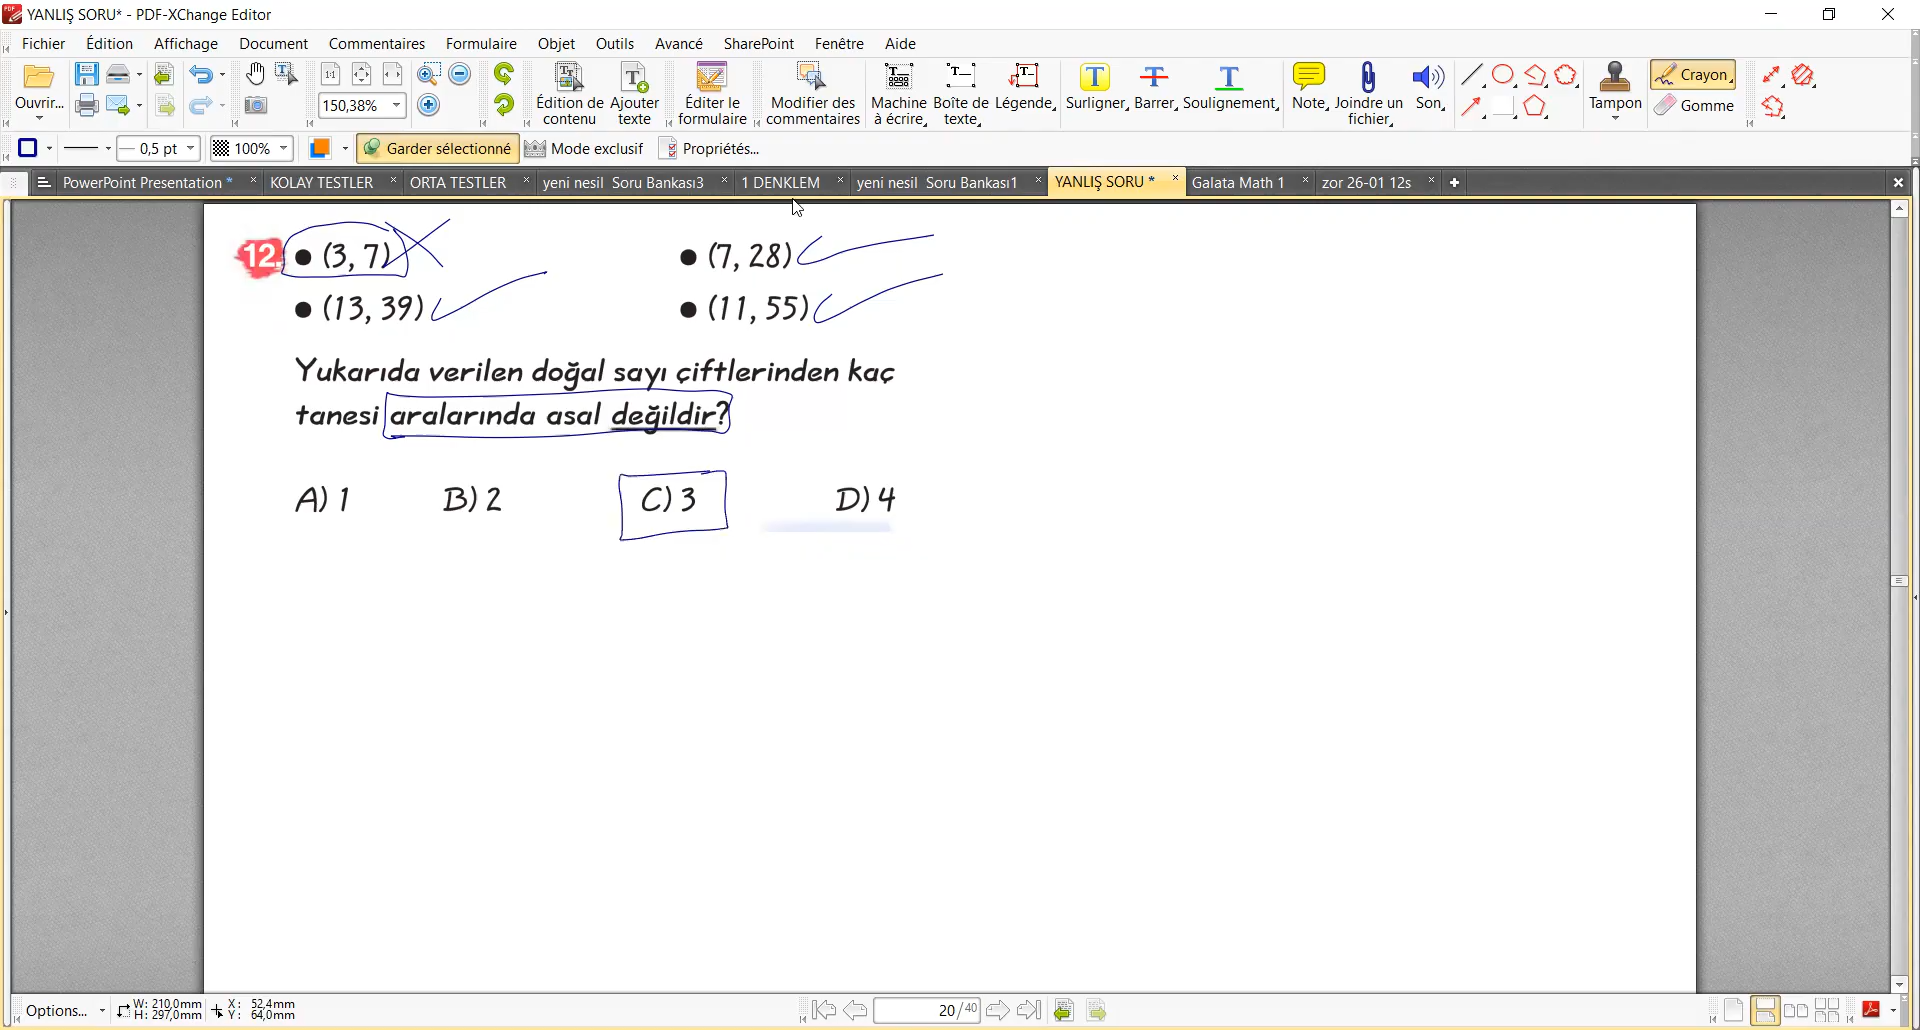 YANLIŞ SORU* - PDF-XChange Editor
Fichier Édition Affichage Document Commentaires Formulaire Objet Outils Avancé SharePoint Fenêtre Aide
Ouvrir...
150,38%
Édition de contenu
Ajouter texte
Éditer le formulaire
Modifier des commentaires
Machine à écrire
Boîte de texte
Légende
Surligner
Barrer
Soulignement
Note
Joindre un fichier
Son
Tampon
Crayon
Gomme
0,5 pt 100% Garder sélectionné Mode exclusif Propriétés...
PowerPoint Presentation * KOLAY TESTLER ORTA TESTLER yeni nesil Soru Bankası3 1 DENKLEM yeni nesil Soru Bankası1 YANLIŞ SORU * Galata Math 1 zor 26-01 12s
12. • (3, 7) • (7, 28)
• (13, 39) • (11, 55)
Yukarıda verilen doğal sayı çiftlerinden kaç
tanesi aralarında asal değildir?
A) 1 B) 2 C) 3 D) 4
Options... W: 210,0mm X: 52,4mm 20/40
H: 297,0mm Y: 64,0mm